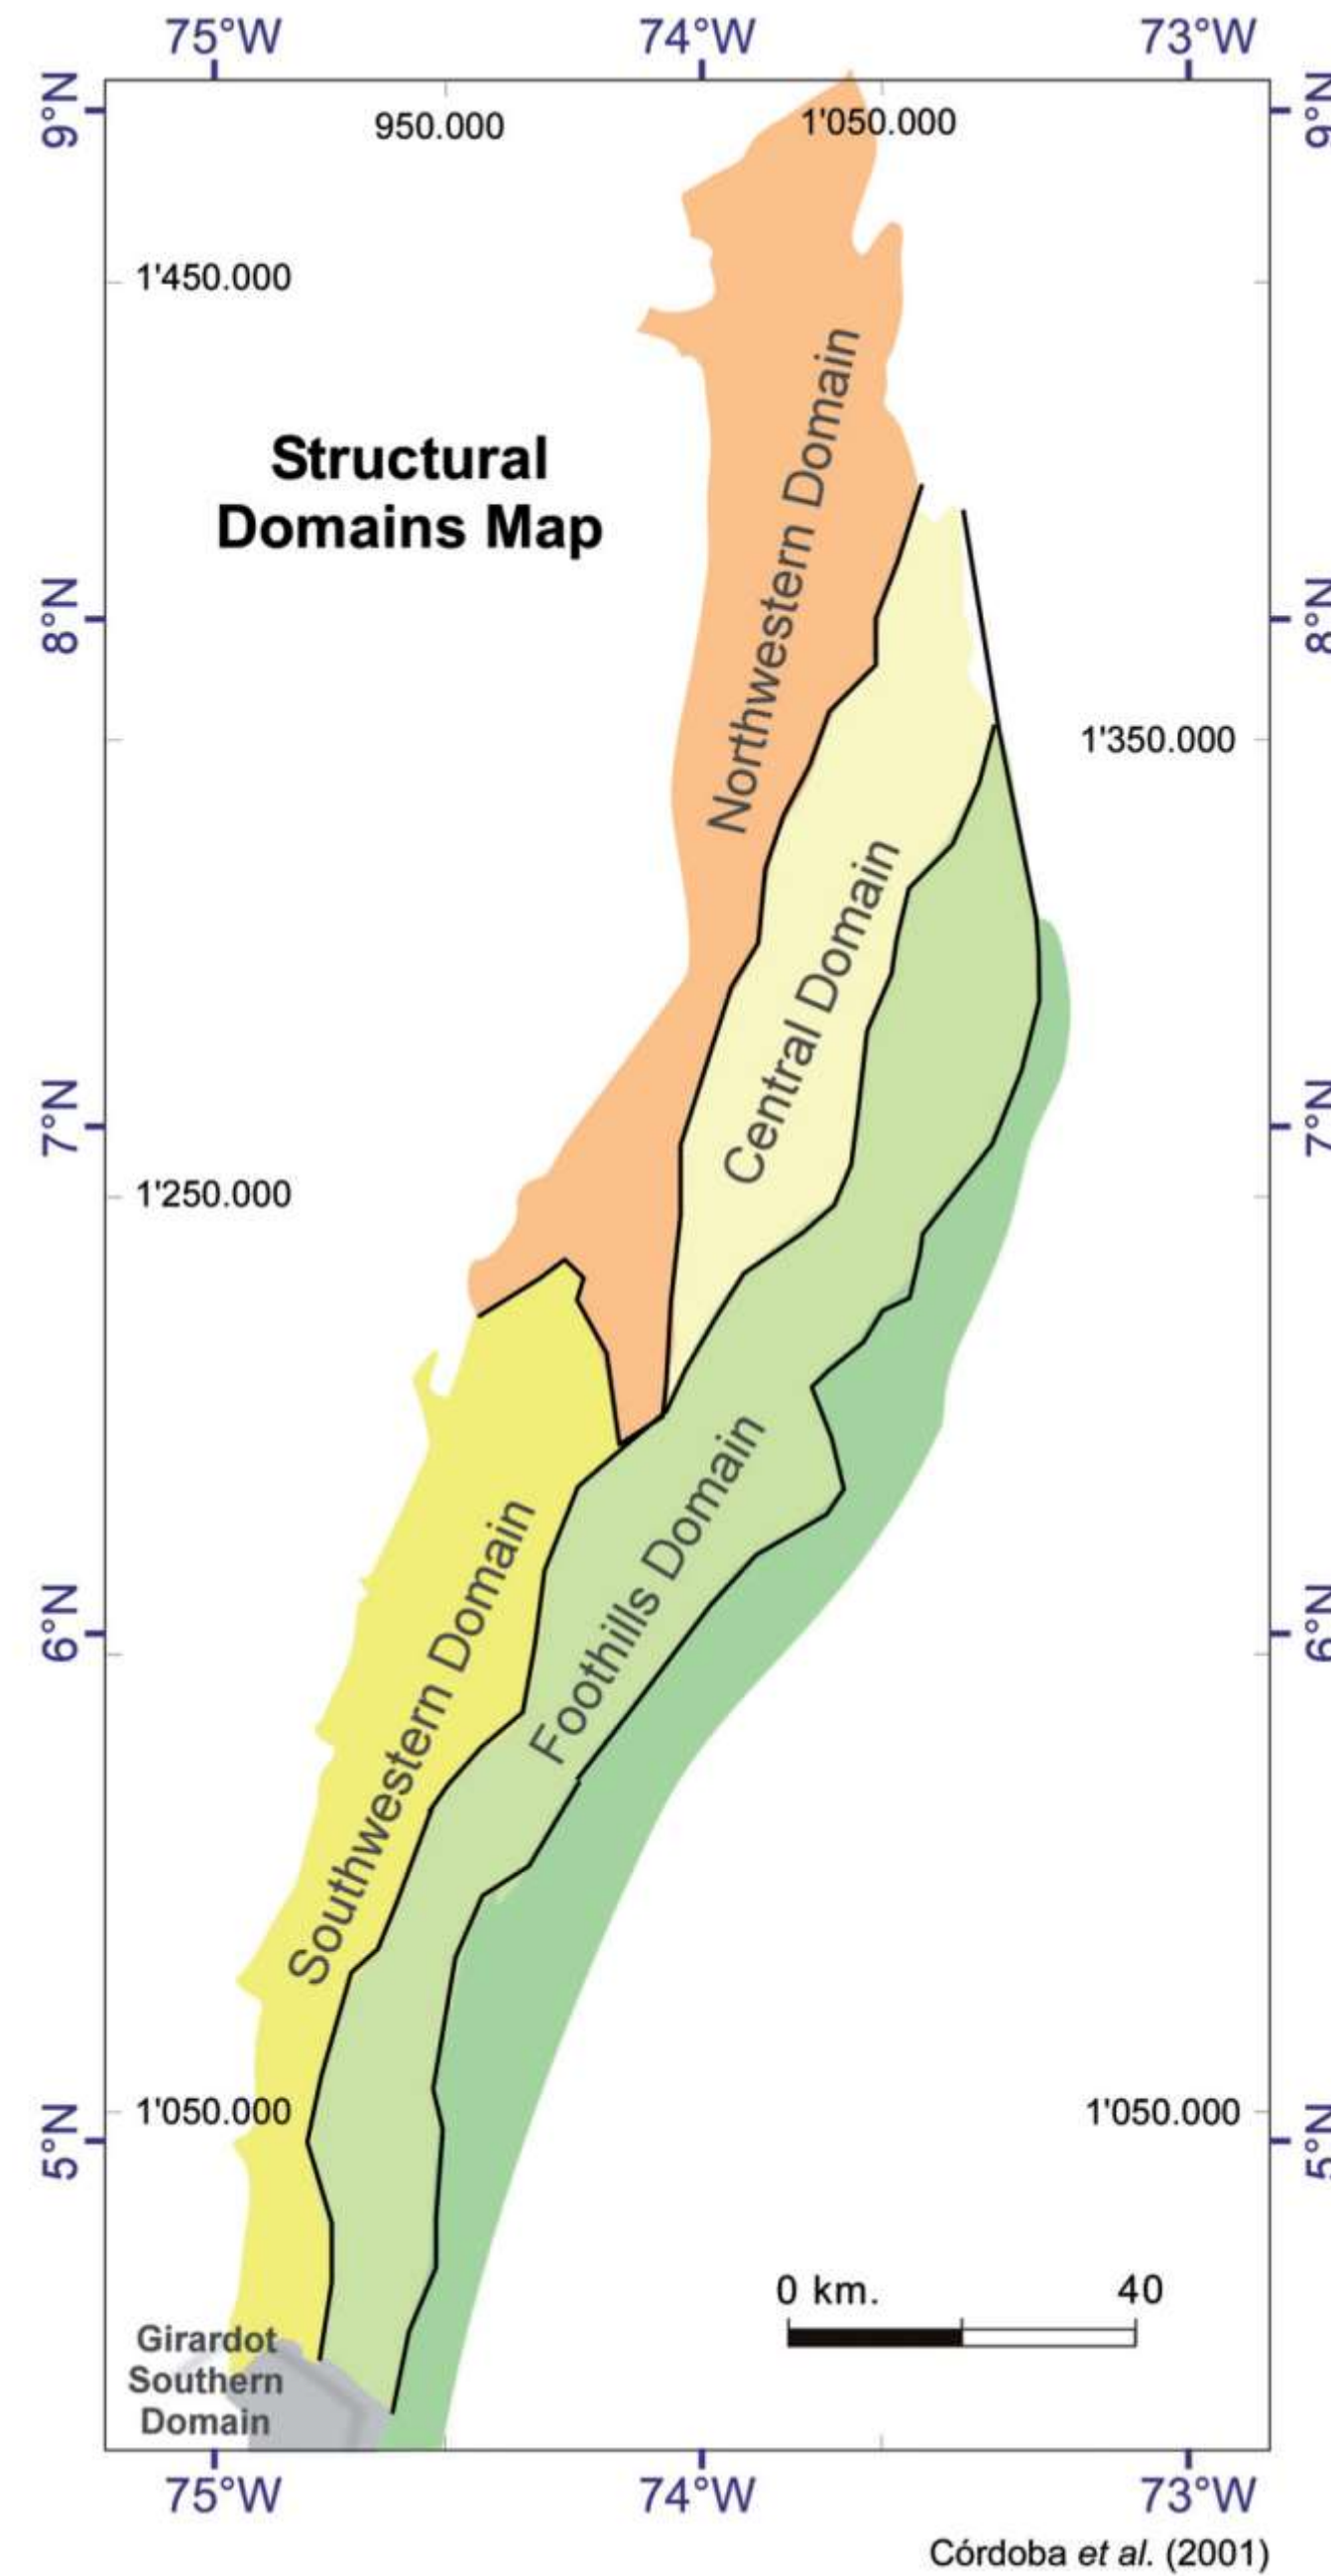 75°W 74°W 73°W
9°N 9°N
950.000 1'050.000
1'450.000
Structural
Domains Map
Northwestern Domain
8°N 8°N
1'350.000
Central Domain
7°N 7°N
1'250.000
Foothills Domain
Southwestern Domain
6°N 6°N
1'050.000 1'050.000
5°N 5°N
0 km. 40
Girardot
Southern
Domain
75°W 74°W 73°W
Córdoba et al. (2001)